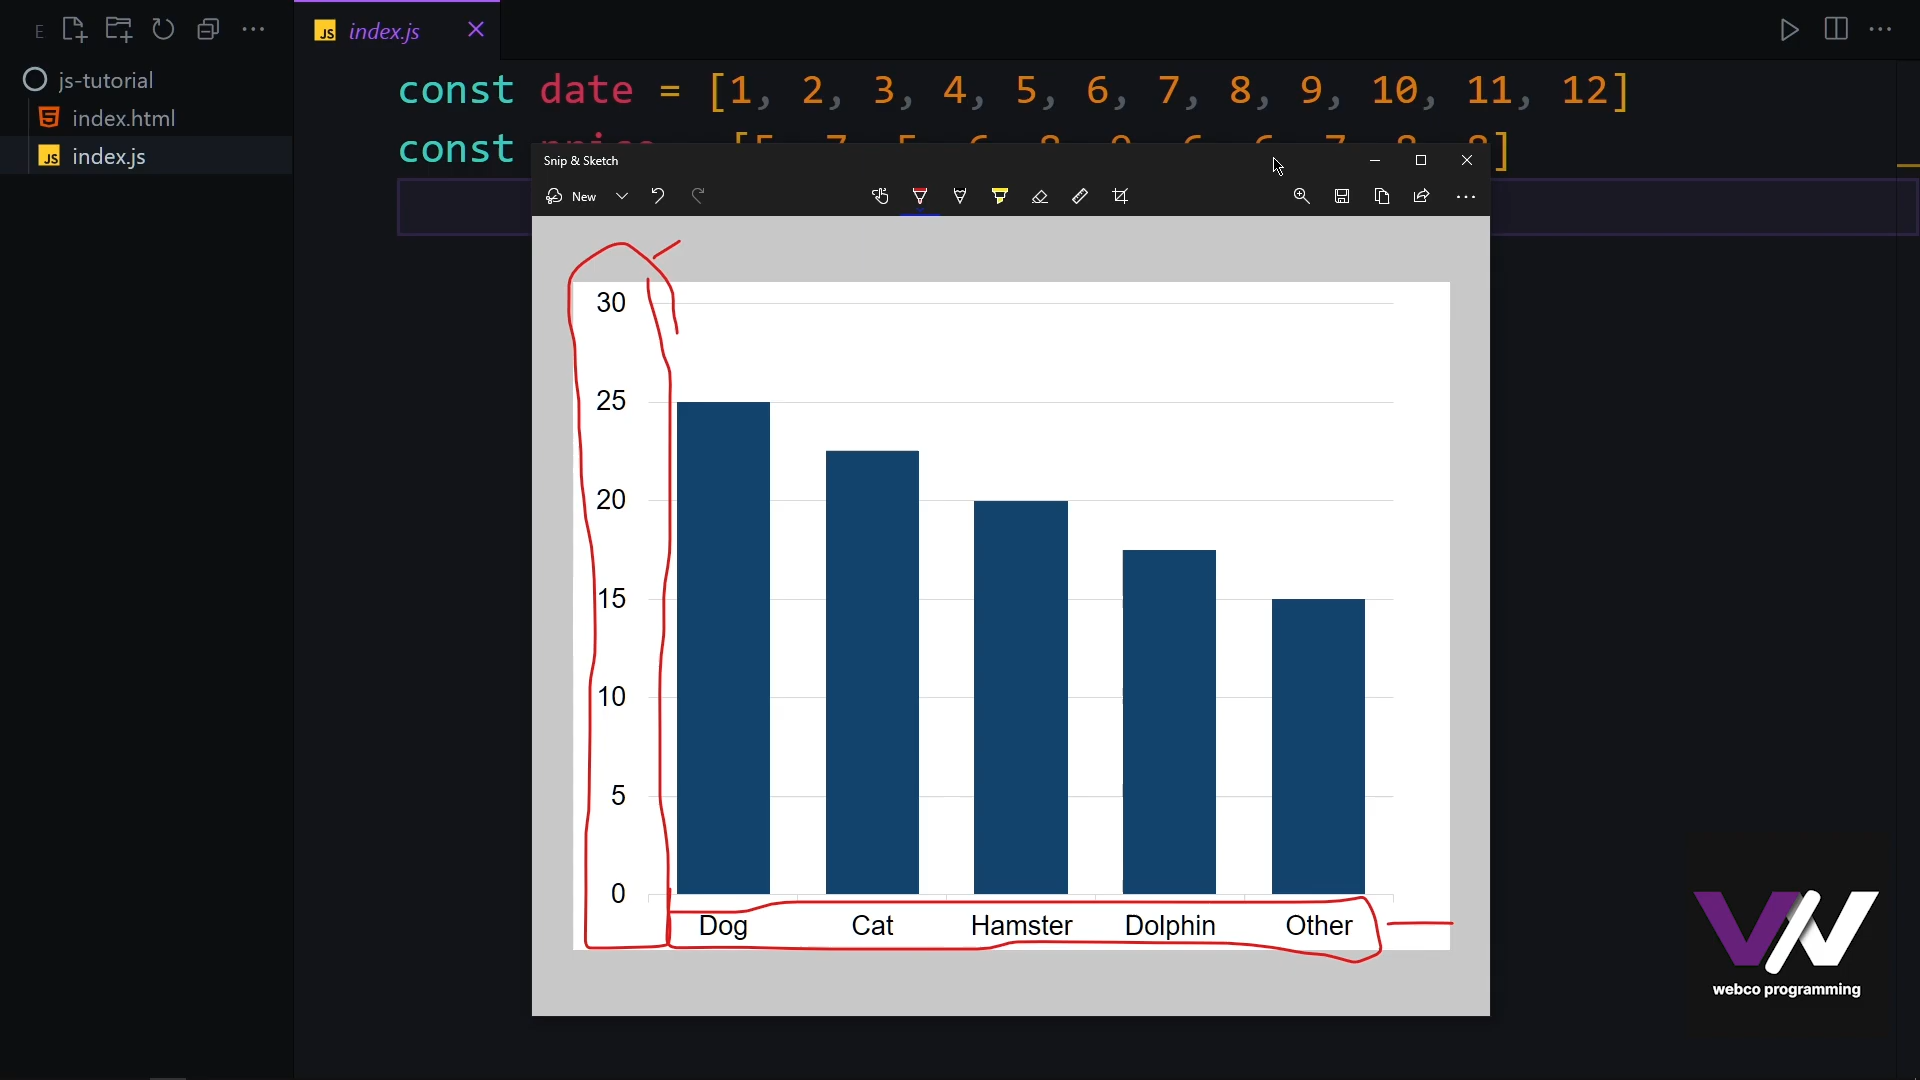 E
index.js
js-tutorial
index.html
index.js
const date = [1, 2, 3, 4, 5, 6, 7, 8, 9, 10, 11, 12]
const
Snip & Sketch
New
30
25
20
15
10
5
0
Dog Cat Hamster Dolphin Other
webco programming